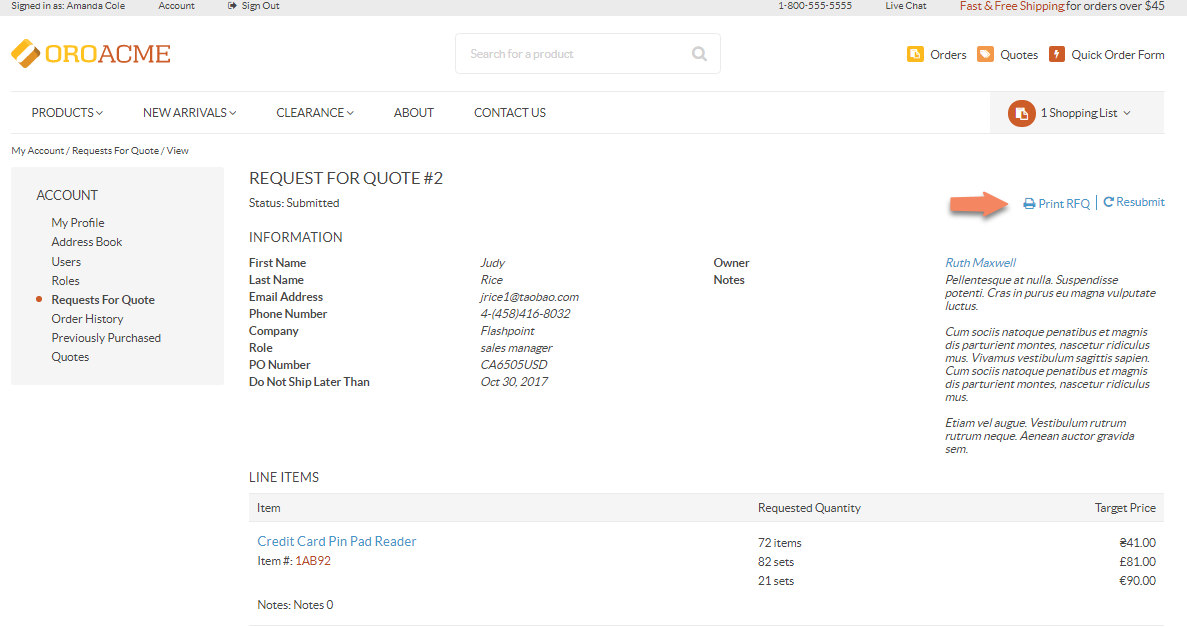 Signed in as: Amanda Cole Account Sign Out 1-800-555-5555 Live Chat Fast & Free Shipping for orders over $45
OROACME
Search for a product
Orders Quotes Quick Order Form
PRODUCTS NEW ARRIVALS CLEARANCE ABOUT CONTACT US 1 Shopping List
My Account / Requests For Quote / View
ACCOUNT
My Profile
Address Book
Users
Roles
Requests For Quote
Order History
Previously Purchased
Quotes
REQUEST FOR QUOTE #2
Status: Submitted
Print RFQ | Resubmit
INFORMATION
First Name Judy
Last Name Rice
Email Address jrice1@taobao.com
Phone Number 4-(458)416-8032
Company Flashpoint
Role sales manager
PO Number CA6505USD
Do Not Ship Later Than Oct 30, 2017
Owner Ruth Maxwell
Notes Pellentesque at nulla. Suspendisse
potenti. Cras in purus eu magna vulputate
luctus.
Cum sociis natoque penatibus et magnis
dis parturient montes, nascetur ridiculus
mus. Vivamus vestibulum sagittis sapien.
Cum sociis natoque penatibus et magnis
dis parturient montes, nascetur ridiculus
mus.
Etiam vel augue. Vestibulum rutrum
rutrum neque. Aenean auctor gravida
sem.
LINE ITEMS
Item Requested Quantity Target Price
Credit Card Pin Pad Reader
Item #: 1AB92
72 items ₴41.00
82 sets £81.00
21 sets €90.00
Notes: Notes 0